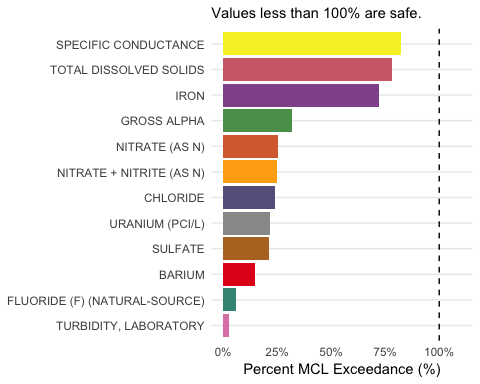 Values less than 100% are safe.
SPECIFIC CONDUCTANCE
TOTAL DISSOLVED SOLIDS
IRON
GROSS ALPHA
NITRATE (AS N)
NITRATE + NITRITE (AS N)
CHLORIDE
URANIUM (PCI/L)
SULFATE
BARIUM
FLUORIDE (F) (NATURAL-SOURCE)
TURBIDITY, LABORATORY
0% 25% 50% 75% 100%
Percent MCL Exceedance (%)